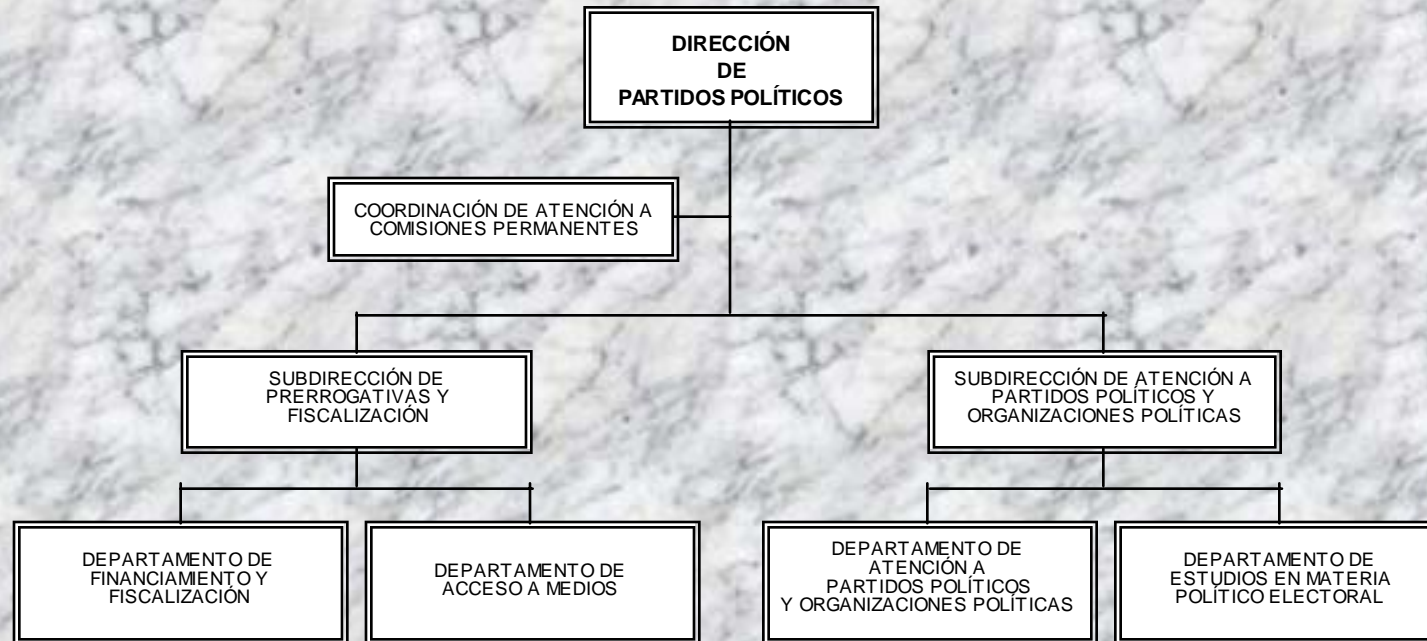 DIRECCIÓN
DE
PARTIDOS POLÍTICOS
COORDINACIÓN DE ATENCIÓN A
COMISIONES PERMANENTES
SUBDIRECCIÓN DE
PRERROGATIVAS Y
FISCALIZACIÓN
SUBDIRECCIÓN DE ATENCIÓN A
PARTIDOS POLÍTICOS Y
ORGANIZACIONES POLÍTICAS
DEPARTAMENTO DE
FINANCIAMIENTO Y
FISCALIZACIÓN
DEPARTAMENTO DE
ACCESO A MEDIOS
DEPARTAMENTO DE
ATENCIÓN A
PARTIDOS POLÍTICOS
Y ORGANIZACIONES POLÍTICAS
DEPARTAMENTO DE
ESTUDIOS EN MATERIA
POLÍTICO ELECTORAL